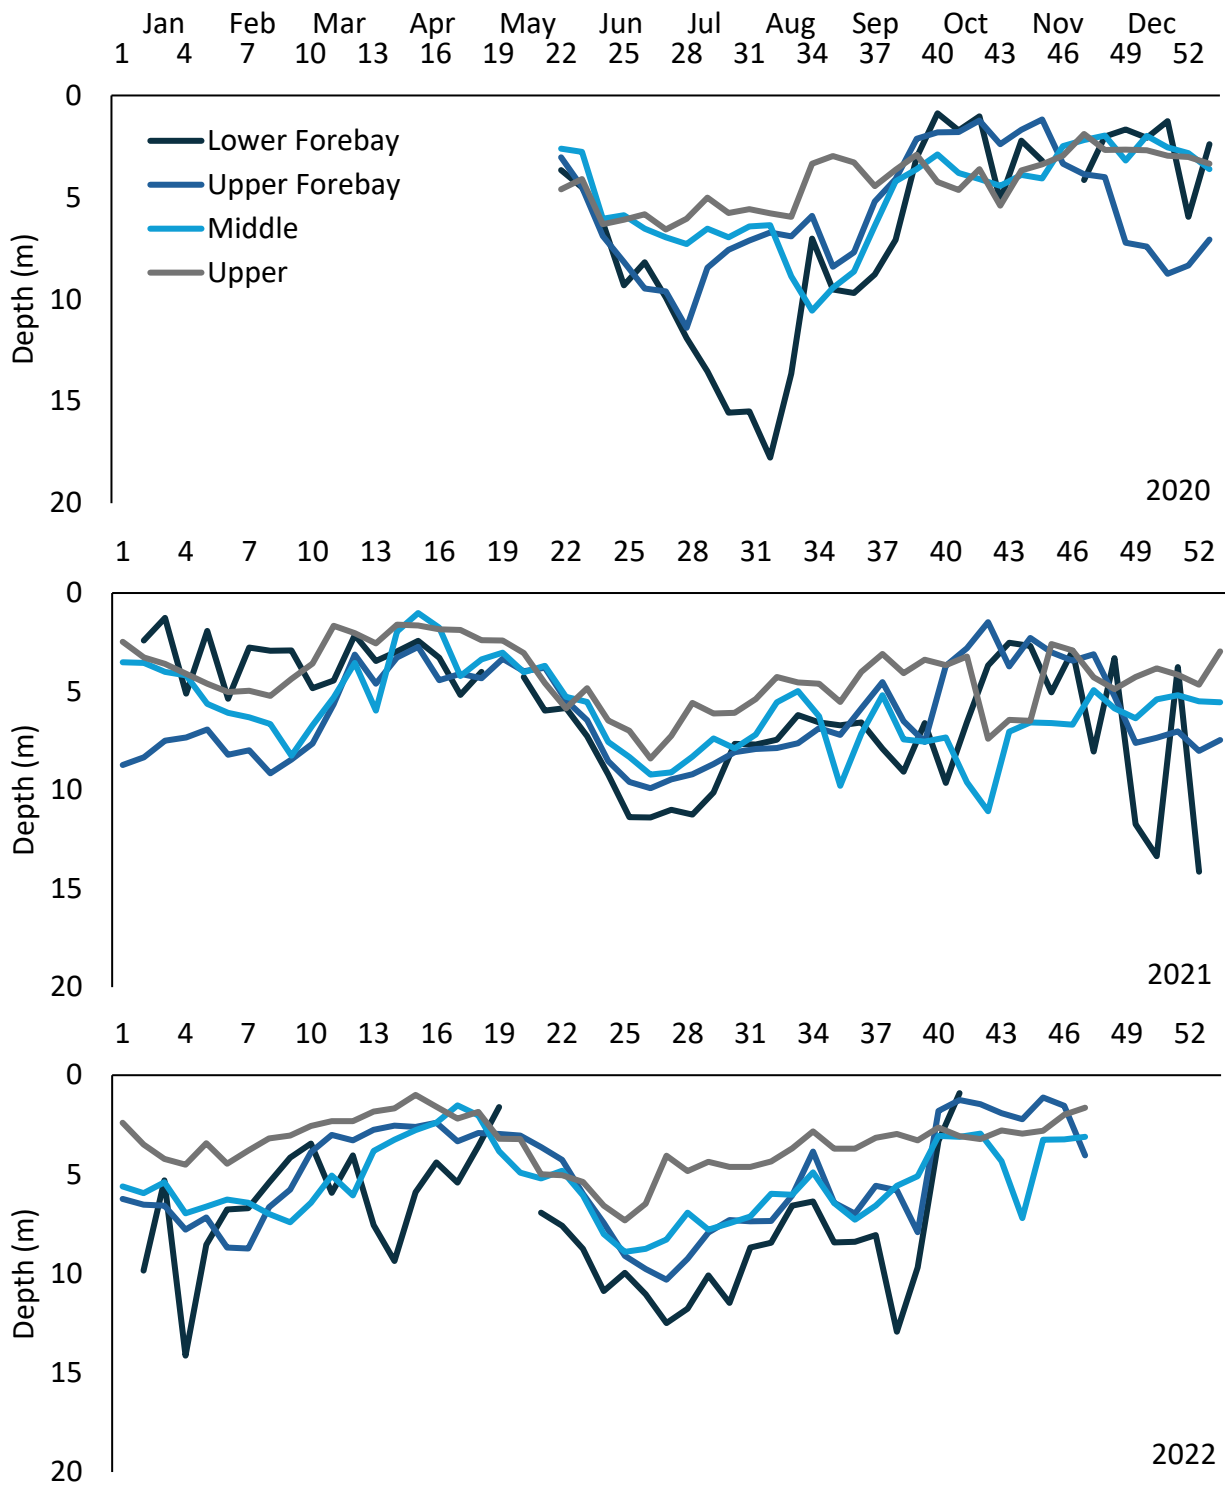 Jan Feb Mar Apr May Jun Jul Aug Sep Oct Nov Dec
1 4 7 10 13 16 19 22 25 28 31 34 37 40 43 46 49 52
0
5
10
15
20
Depth (m)
Lower Forebay
Upper Forebay
Middle
Upper
2020
1 4 7 10 13 16 19 22 25 28 31 34 37 40 43 46 49 52
0
5
10
15
20
Depth (m)
2021
1 4 7 10 13 16 19 22 25 28 31 34 37 40 43 46 49 52
0
5
10
15
20
Depth (m)
2022